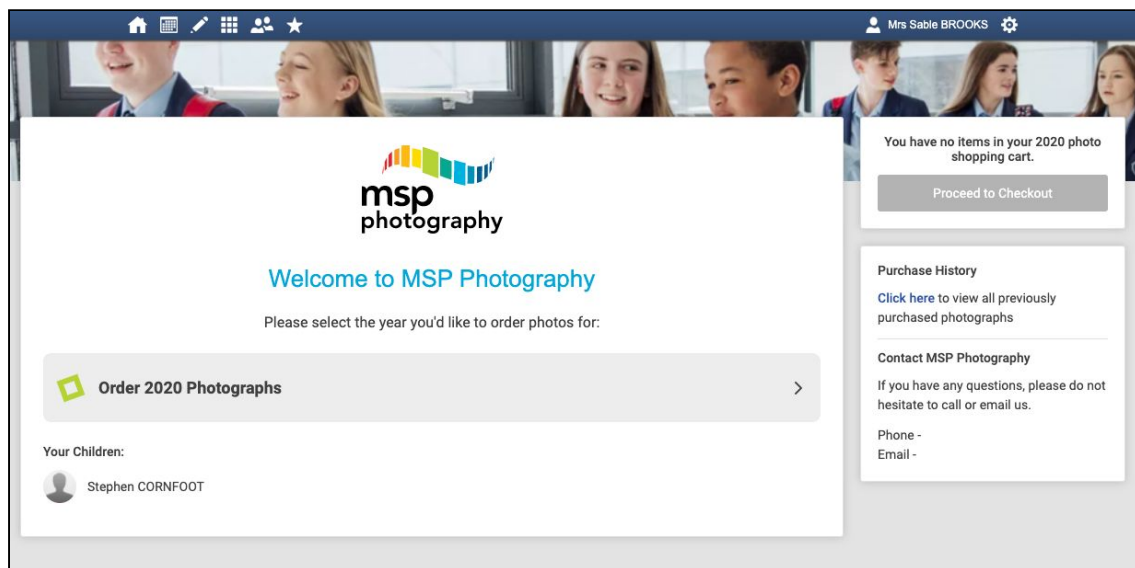 Mrs Sable BROOKS
msp
photography
Welcome to MSP Photography
Please select the year you'd like to order photos for:
Order 2020 Photographs
Your Children:
Stephen CORNFOOT
You have no items in your 2020 photo
shopping cart.
Proceed to Checkout
Purchase History
Click here to view all previously
purchased photographs
Contact MSP Photography
If you have any questions, please do not
hesitate to call or email us.
Phone -
Email -